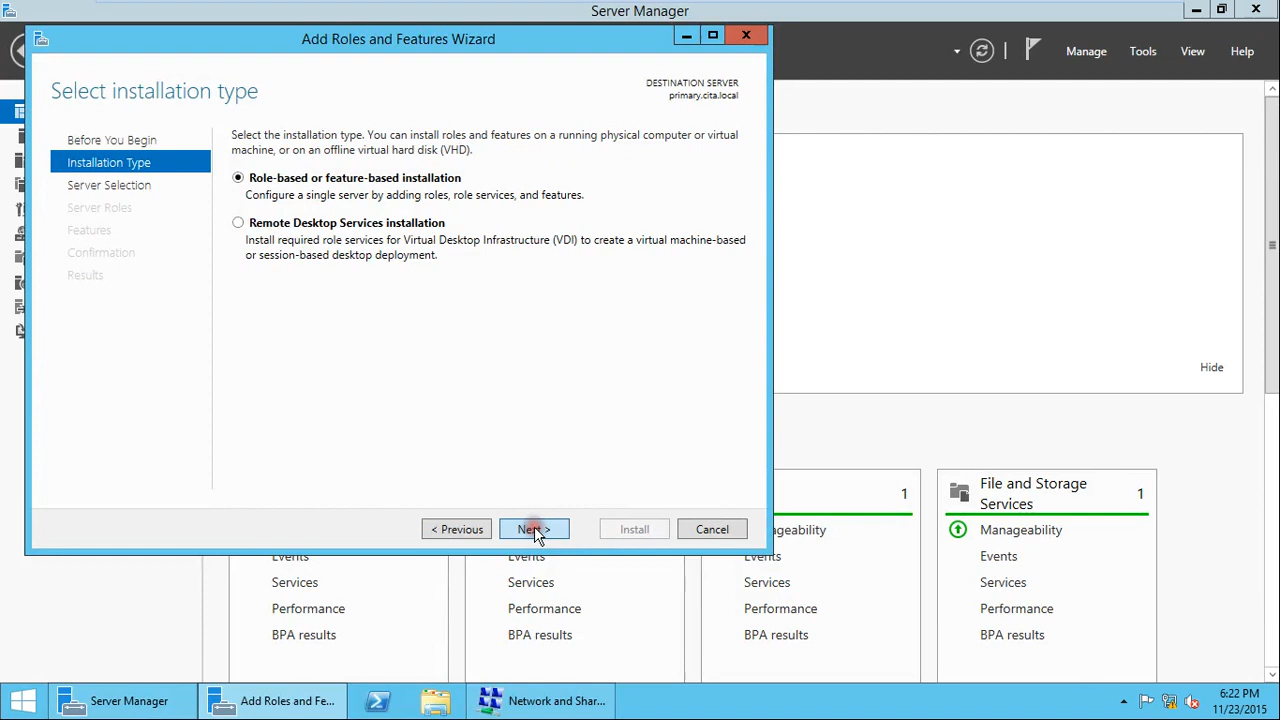 Server Manager
Manage
Tools
View
Help
Add Roles and Features Wizard
Select installation type
DESTINATION SERVER
primary.cita.local
Before You Begin
Installation Type
Server Selection
Server Roles
Features
Confirmation
Results
Select the installation type. You can install roles and features on a running physical computer or virtual
machine, or on an offline virtual hard disk (VHD).
Role-based or feature-based installation
Configure a single server by adding roles, role services, and features.
Remote Desktop Services installation
Install required role services for Virtual Desktop Infrastructure (VDI) to create a virtual machine-based
or session-based desktop deployment.
< Previous
Next >
Install
Cancel
Hide
1
File and Storage
Services
1
Manageability
Events
Events
Events
Events
Services
Services
Services
Services
Performance
Performance
Performance
Performance
BPA results
BPA results
BPA results
BPA results
Server Manager
Add Roles and Fe...
Network and Shar...
6:22 PM
11/23/2015